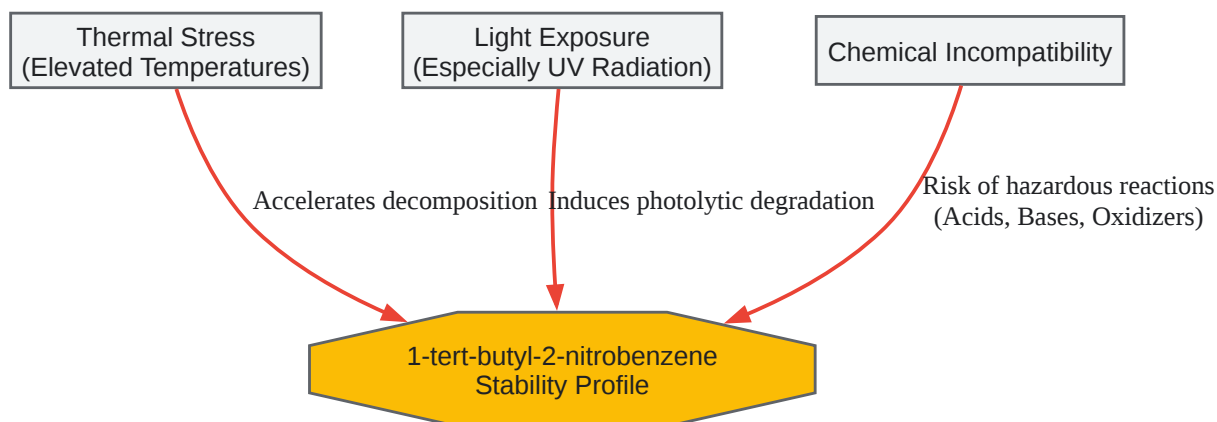 Thermal Stress
(Elevated Temperatures)
Light Exposure
(Especially UV Radiation)
Chemical Incompatibility
Accelerates decomposition
Induces photolytic degradation
Risk of hazardous reactions
(Acids, Bases, Oxidizers)
1-tert-butyl-2-nitrobenzene
Stability Profile